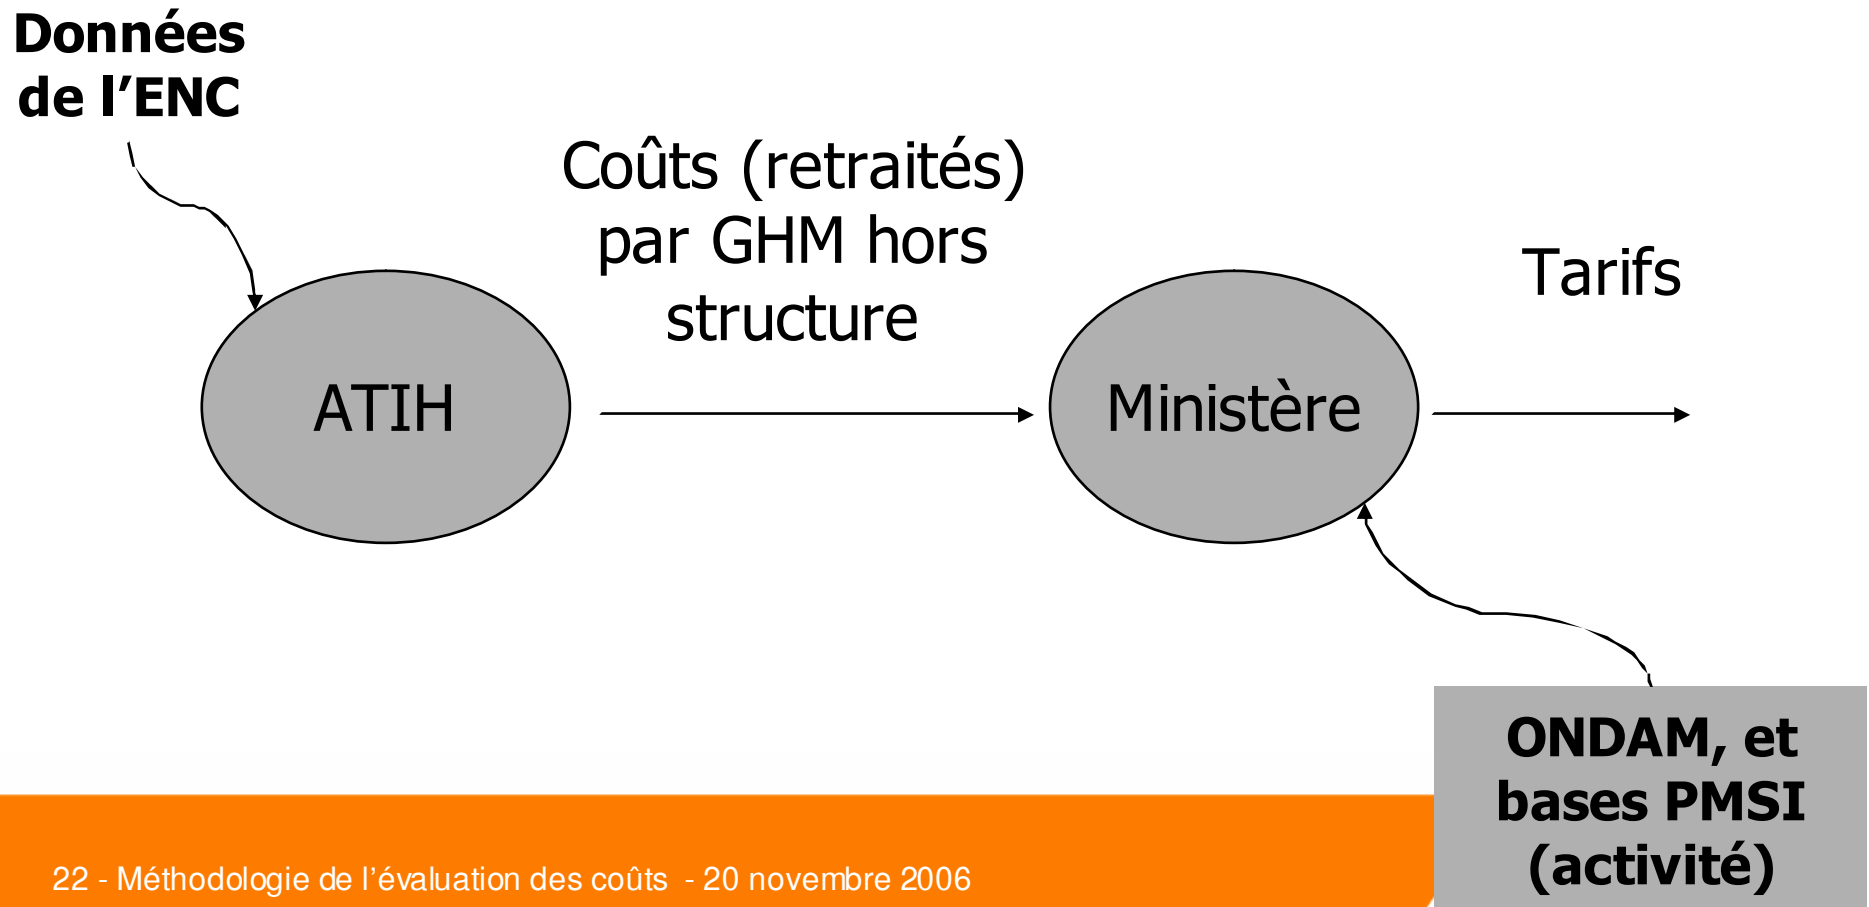 Données
de l’ENC
Coûts (retraités)
par GHM hors
structure
Tarifs
ATIH
Ministère
ONDAM, et
bases PMSI
(activité)
22 - Méthodologie de l’évaluation des coûts - 20 novembre 2006